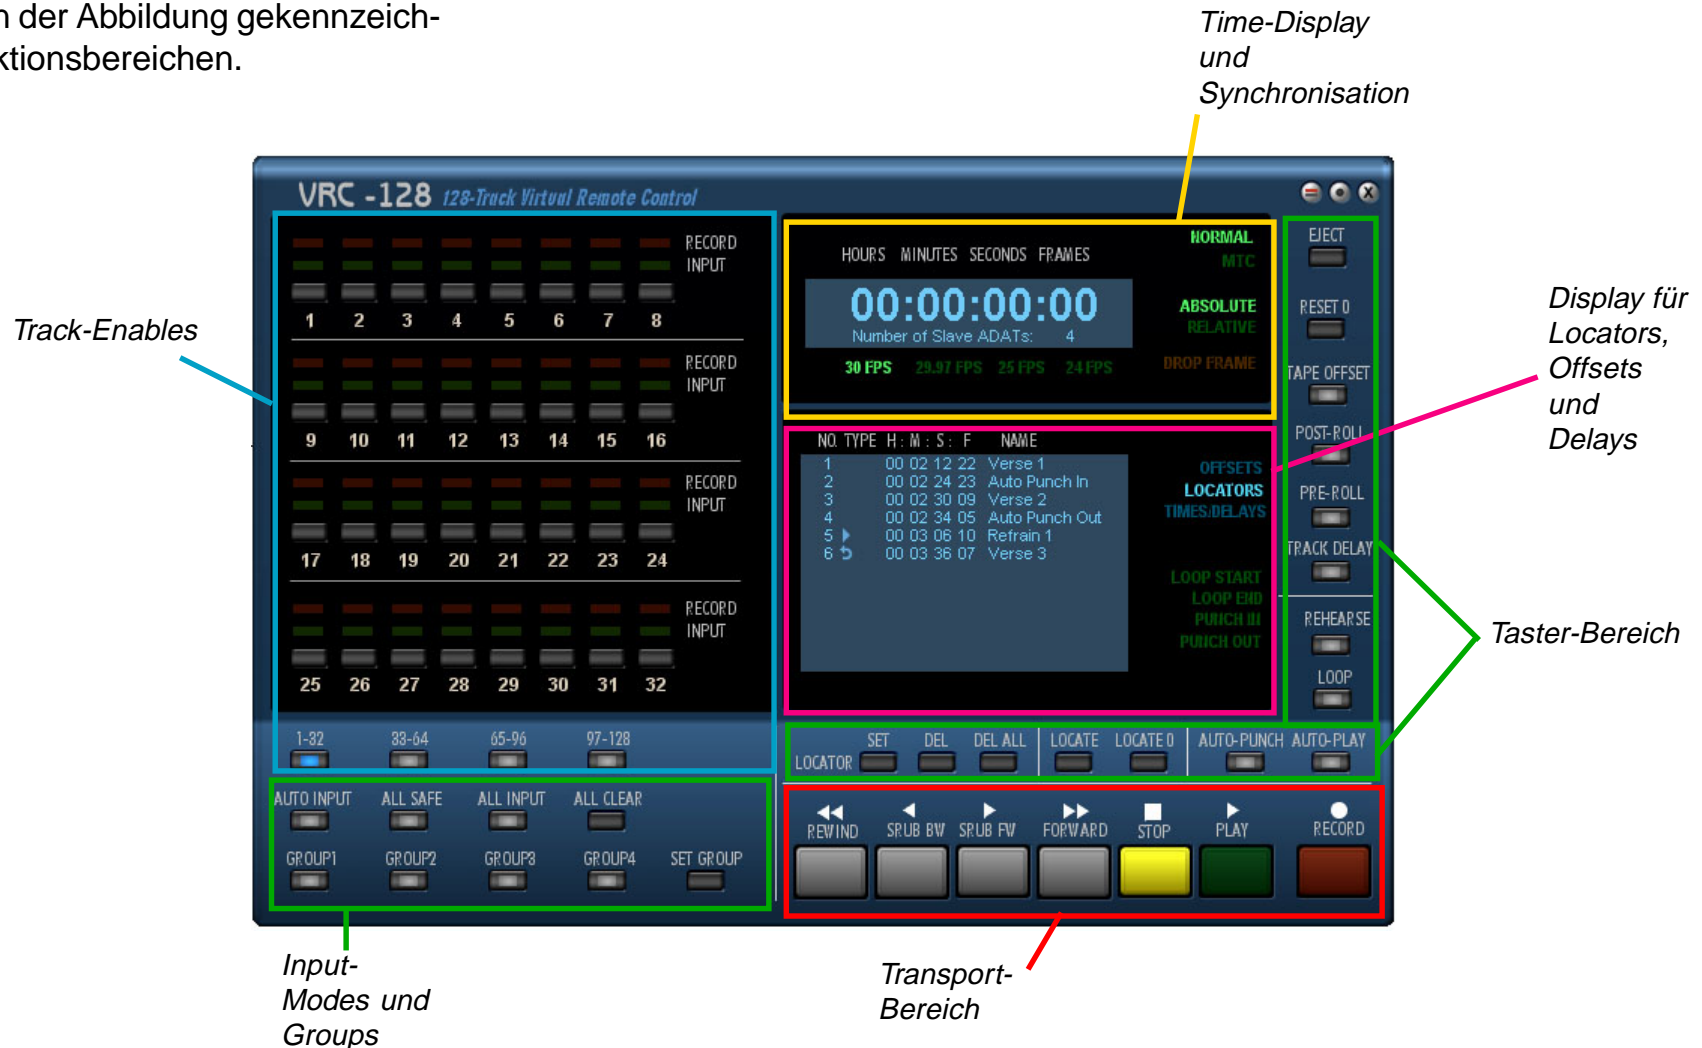 n der Abbildung gekennzeich-
ktionsbereichen.
Time-Display
und
Synchronisation
VRC -128 128-Track Virtual Remote Control
RECORD
INPUT
1 2 3 4 5 6 7 8
RECORD
INPUT
9 10 11 12 13 14 15 16
RECORD
INPUT
17 18 19 20 21 22 23 24
RECORD
INPUT
25 26 27 28 29 30 31 32
1-32 33-64 65-96 97-128
Track-Enables
HOURS MINUTES SECONDS FRAMES
00:00:00:00
Number of Slave ADATs: 4
30 FPS 29.97 FPS 25 FPS 24 FPS
NORMAL
MTC
ABSOLUTE
RELATIVE
DROP FRAME
NO. TYPE H : M : S : F NAME
1 00 02 12 22 Verse 1
2 00 02 24 23 Auto Punch In
3 00 02 30 09 Verse 2
4 00 02 34 05 Auto Punch Out
5 00 03 06 10 Refrain 1
6 00 03 36 07 Verse 3
OFFSETS
LOCATORS
TIMES/DELAYS
LOOP START
LOOP END
PUNCH IN
PUNCH OUT
EJECT
RESET 0
TAPE OFFSET
POST-ROLL
PRE-ROLL
TRACK DELAY
REHEARSE
LOOP
Display für
Locators,
Offsets
und
Delays
Taster-Bereich
LOCATOR SET DEL DEL ALL LOCATE LOCATE 0 AUTO-PUNCH AUTO-PLAY
AUTO INPUT ALL SAFE ALL INPUT ALL CLEAR
GROUP1 GROUP2 GROUP3 GROUP4 SET GROUP
REWIND SRUB BW SRUB FW FORWARD STOP PLAY RECORD
Input-
Modes und
Groups
Transport-
Bereich